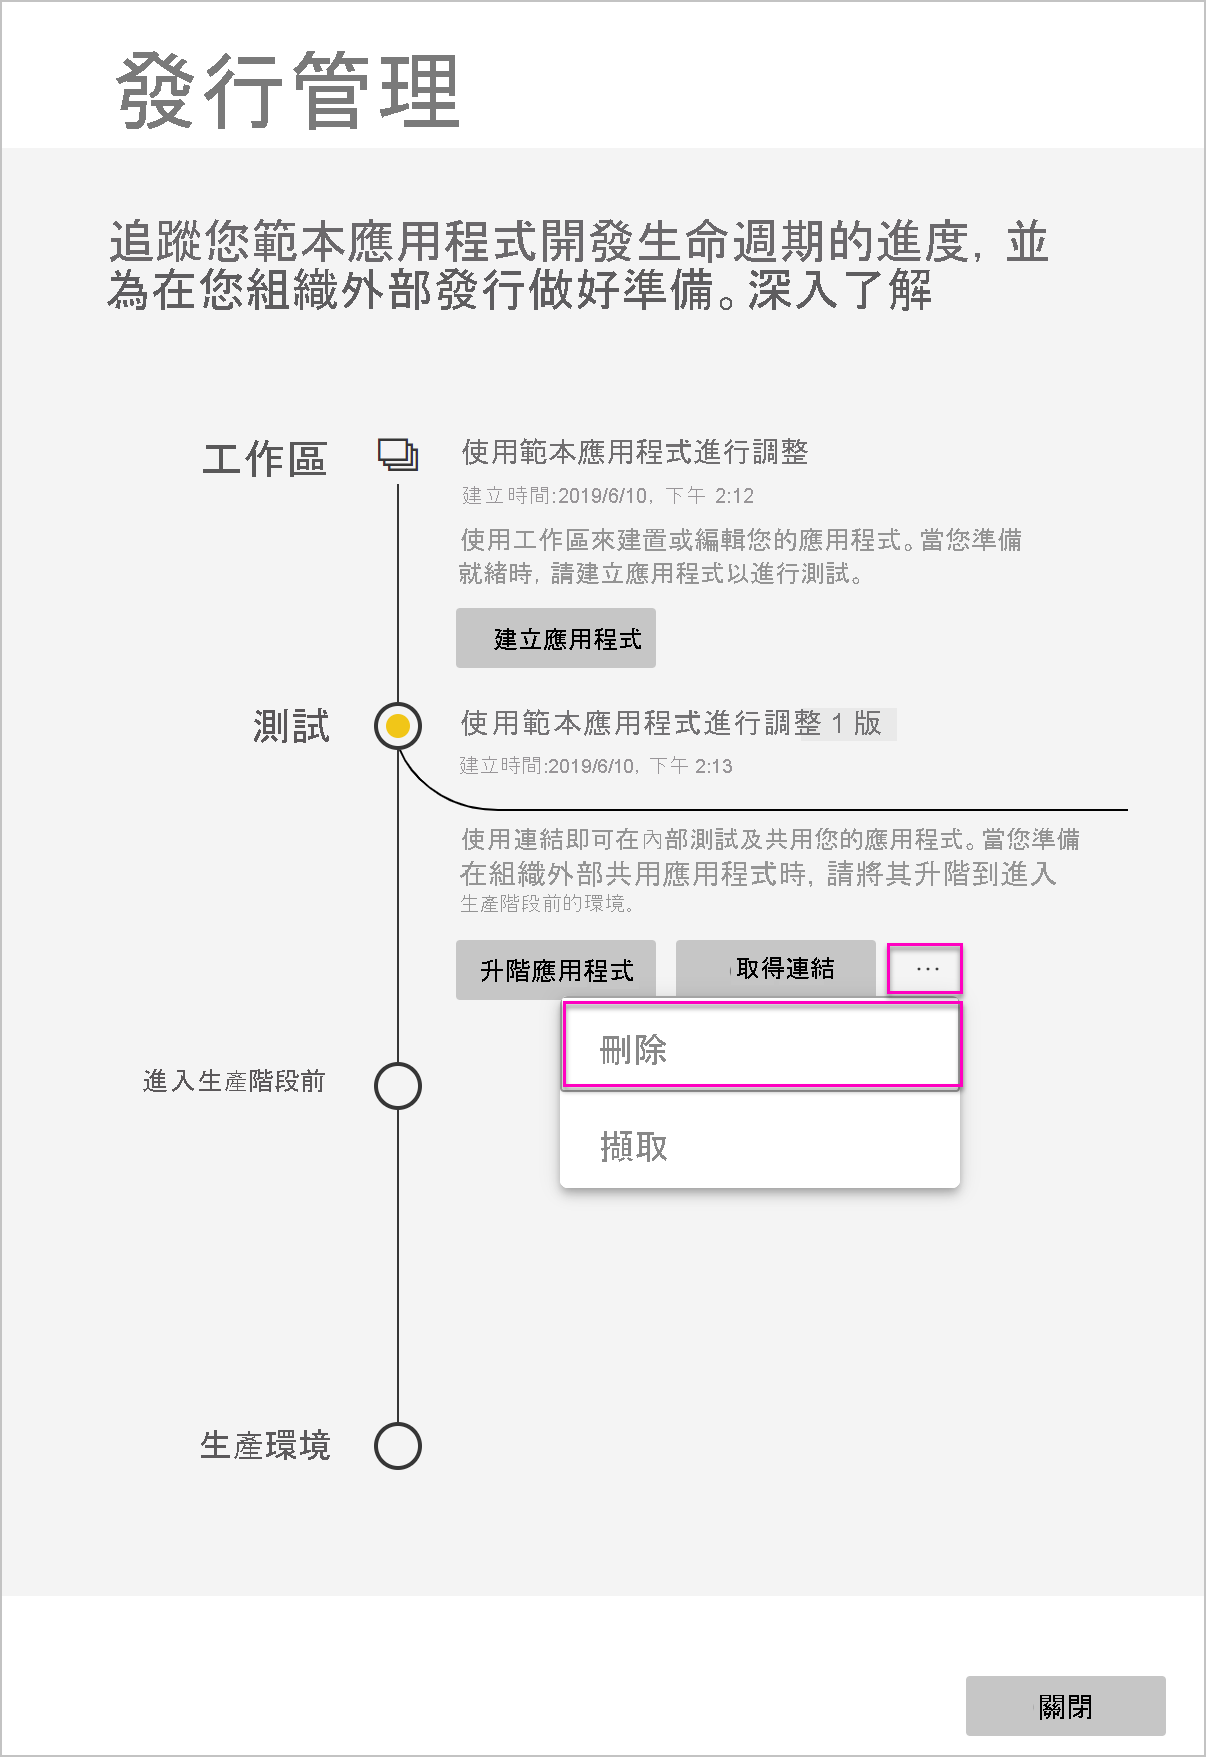 發行管理
追蹤您範本應用程式開發生命週期的進度, 並
為在您組織外部發行做好準備。深入了解
工作區
使用範本應用程式進行調整
建立時間:2019/6/10, 下午 2:12
使用工作區來建置或編輯您的應用程式。當您準備
就緒時, 請建立應用程式以進行測試。
建立應用程式
測試
使用範本應用程式進行調整 1 版
建立時間:2019/6/10, 下午 2:13
使用連結即可在內部測試及共用您的應用程式。當您準備
在組織外部共用應用程式時, 請將其升階到進入
生產階段前的環境。
升階應用程式
取得連結
...
刪除
擷取
進入生產階段前
生產環境
關閉